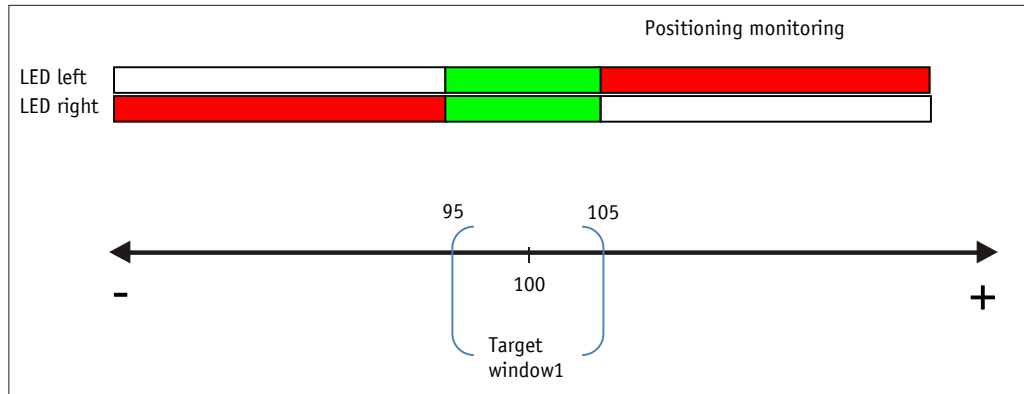 Positioning monitoring
LED left
LED right
95
105
100
-
+
Target
window1